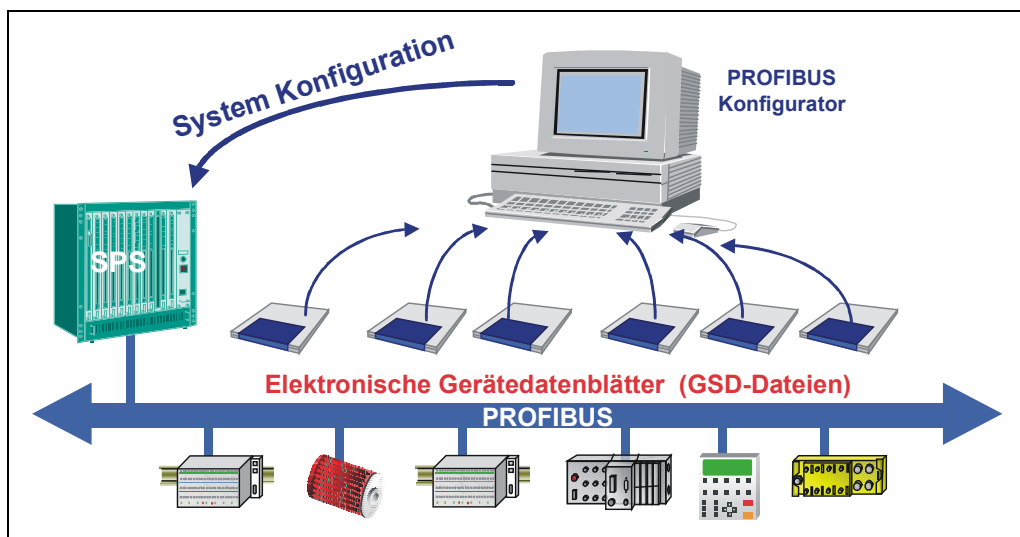 System Konfiguration
PROFIBUS
Konfigurator
SPS
Elektronische Gerätedatenblätter (GSD-Dateien)
PROFIBUS